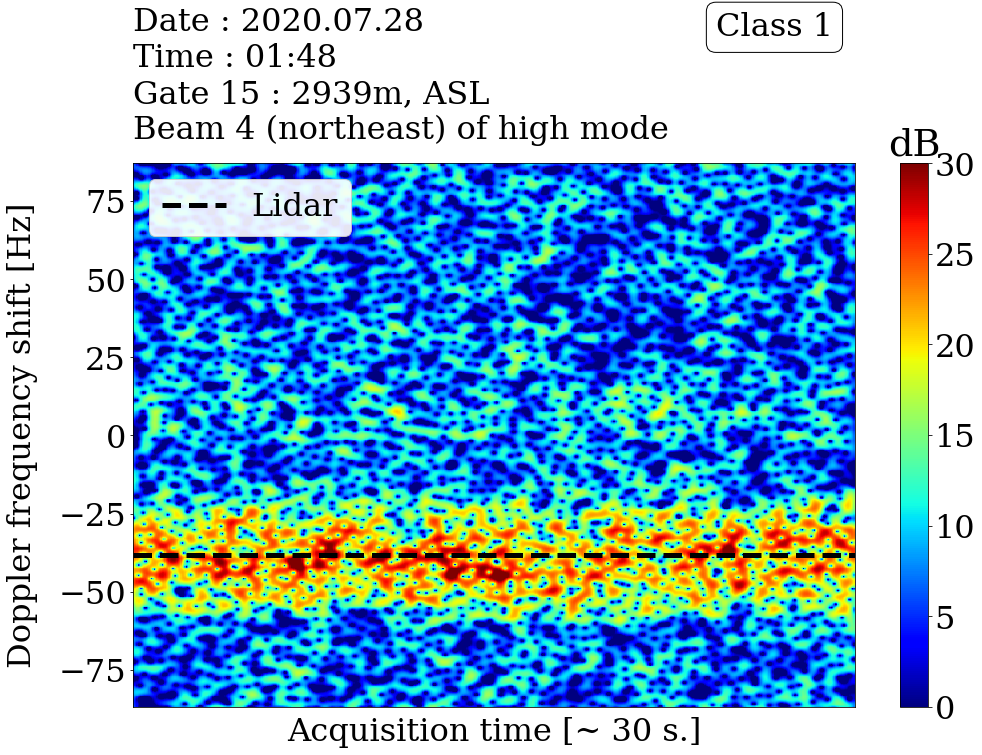 Date : 2020.07.28
Time : 01:48
Gate 15 : 2939m, ASL
Beam 4 (northeast) of high mode
Class 1
dB
Lidar
Doppler frequency shift [Hz]
75
50
25
0
−25
−50
−75
30
25
20
15
10
5
0
Acquisition time [~ 30 s.]